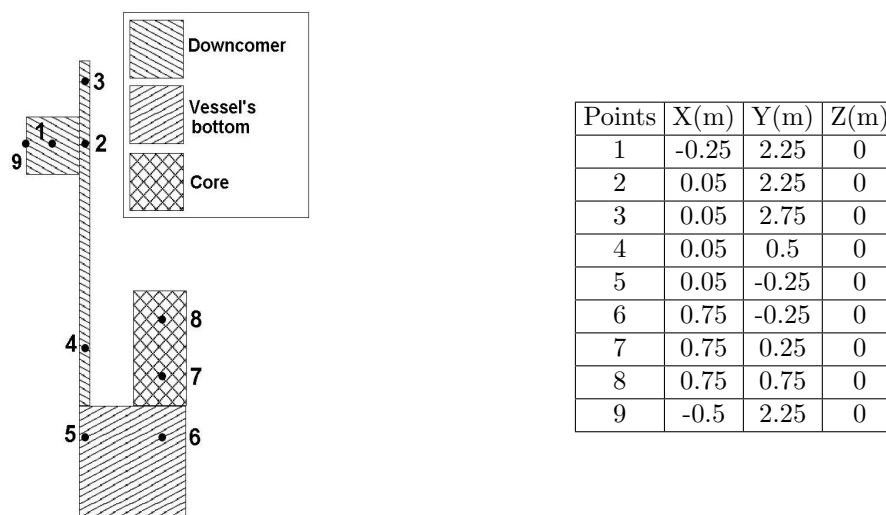 Downcomer
Vessel's
bottom
Core
3
1
2
9
4
8
7
5
6
Points X(m) Y(m) Z(m)
1 -0.25 2.25 0
2 0.05 2.25 0
3 0.05 2.75 0
4 0.05 0.5 0
5 0.05 -0.25 0
6 0.75 -0.25 0
7 0.75 0.25 0
8 0.75 0.75 0
9 -0.5 2.25 0